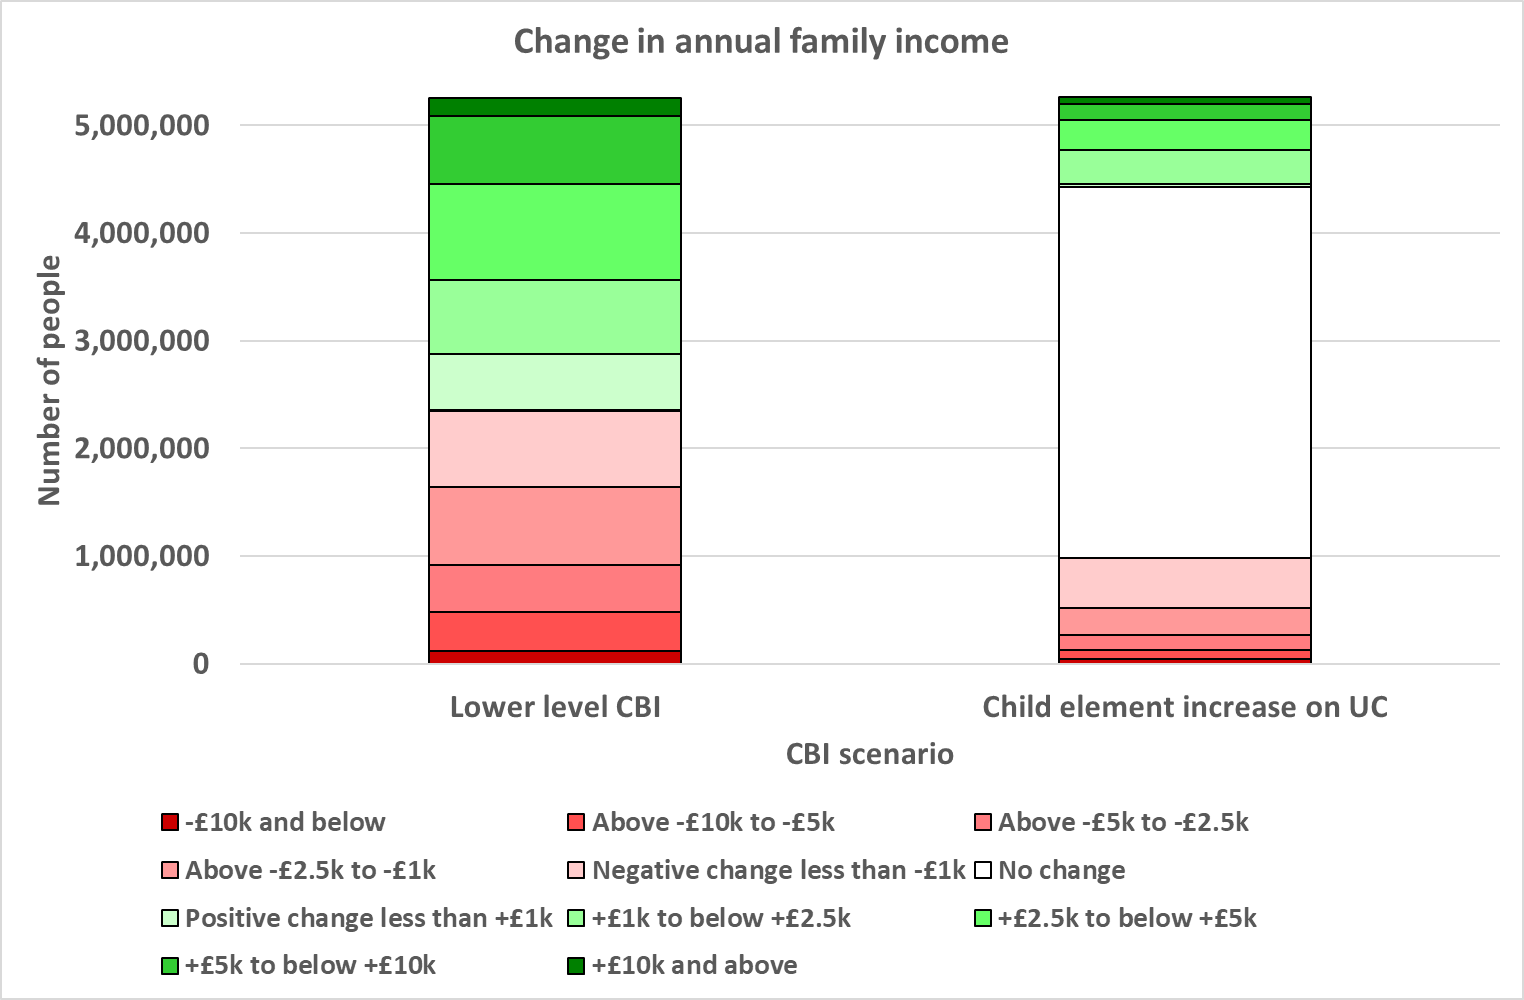 Change in annual family income
5,000,000
4,000,000
3,000,000
2,000,000
1,000,000
0
Number of people
Lower level CBI
Child element increase on UC
CBI scenario
-£10k and below
Above -£10k to -£5k
Above -£5k to -£2.5k
Above -£2.5k to -£1k
Negative change less than -£1k
No change
Positive change less than +£1k
+£1k to below +£2.5k
+£2.5k to below +£5k
+£5k to below +£10k
+£10k and above